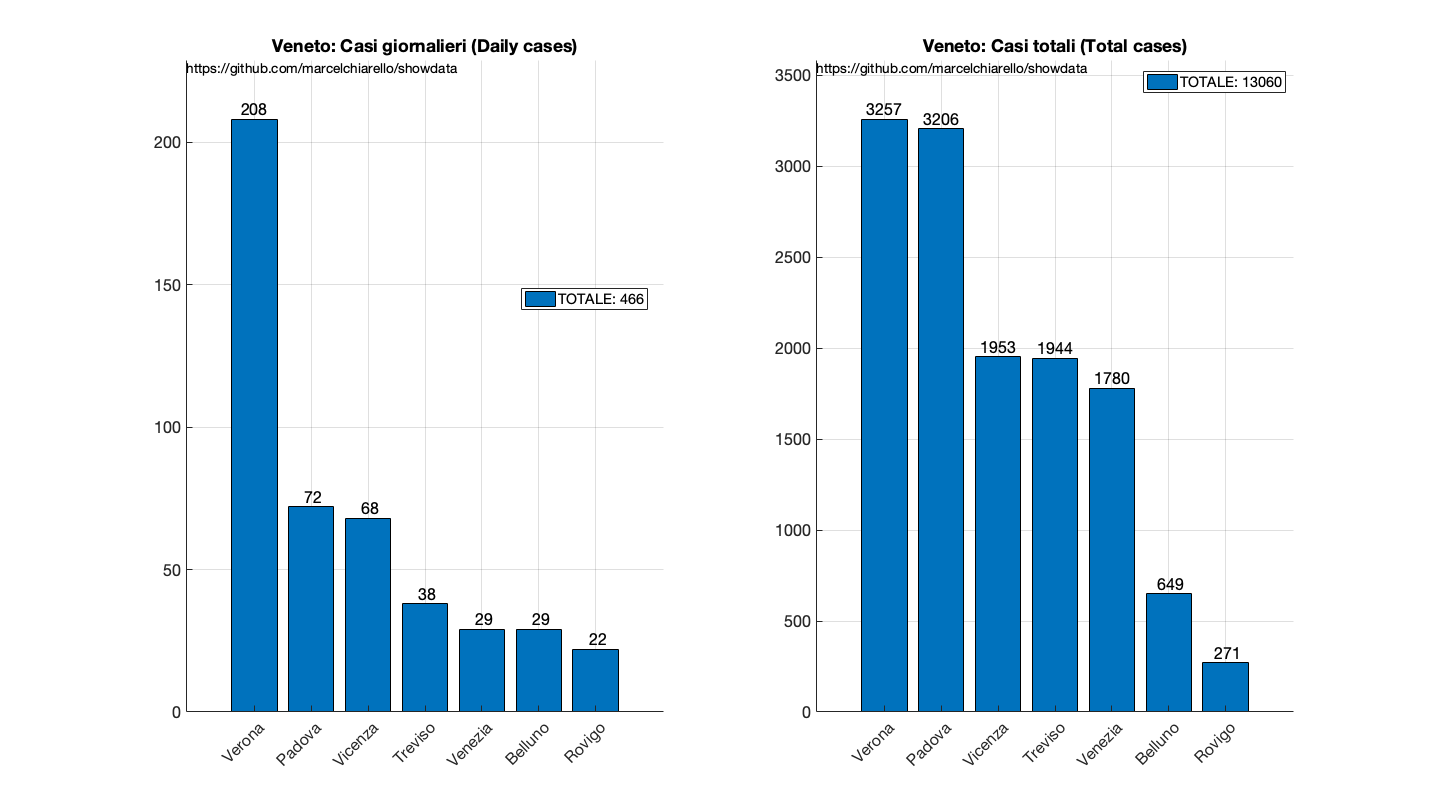 Veneto: Casi giornalieri (Daily cases)
https://github.com/marcelchiarello/showdata
TOTALE: 466
200
150
100
50
0
208
72
68
38
29
29
22
Verona
Padova
Vicenza
Treviso
Venezia
Belluno
Rovigo
Veneto: Casi totali (Total cases)
https://github.com/marcelchiarello/showdata
TOTALE: 13060
3500
3000
2500
2000
1500
1000
500
0
3257
3206
1953
1944
1780
649
271
Verona
Padova
Vicenza
Treviso
Venezia
Belluno
Rovigo